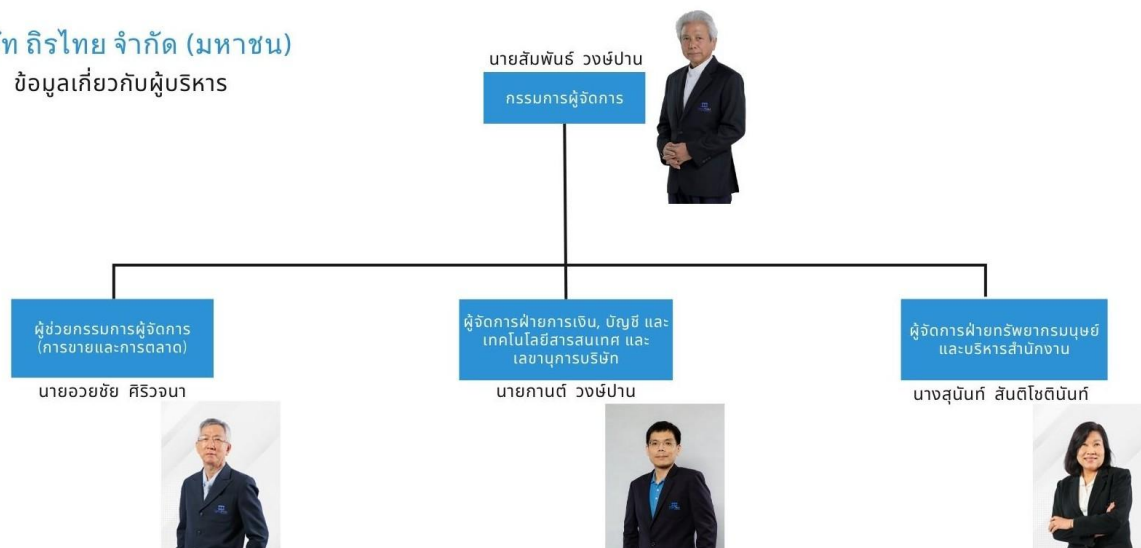 ถิรไทย จำกัด (มหาชน)
ข้อมูลเกี่ยวกับผู้บริหาร
นายสัมพันธ์ วงษ์ปาน
กรรมการผู้จัดการ
ผู้ช่วยกรรมการผู้จัดการ
(การขายและการตลาด)
นายอวยชัย ศิริวจนา
ผู้จัดการฝ่ายการเงิน, บัญชี และ
เทคโนโลยีสารสนเทศ และ
เลขานุการบริษัท
นายกานต์ วงษ์ปาน
ผู้จัดการฝ่ายทรัพยากรมนุษย์
และบริหารสำนักงาน
นางสุนันท์ สันติโชตินันท์